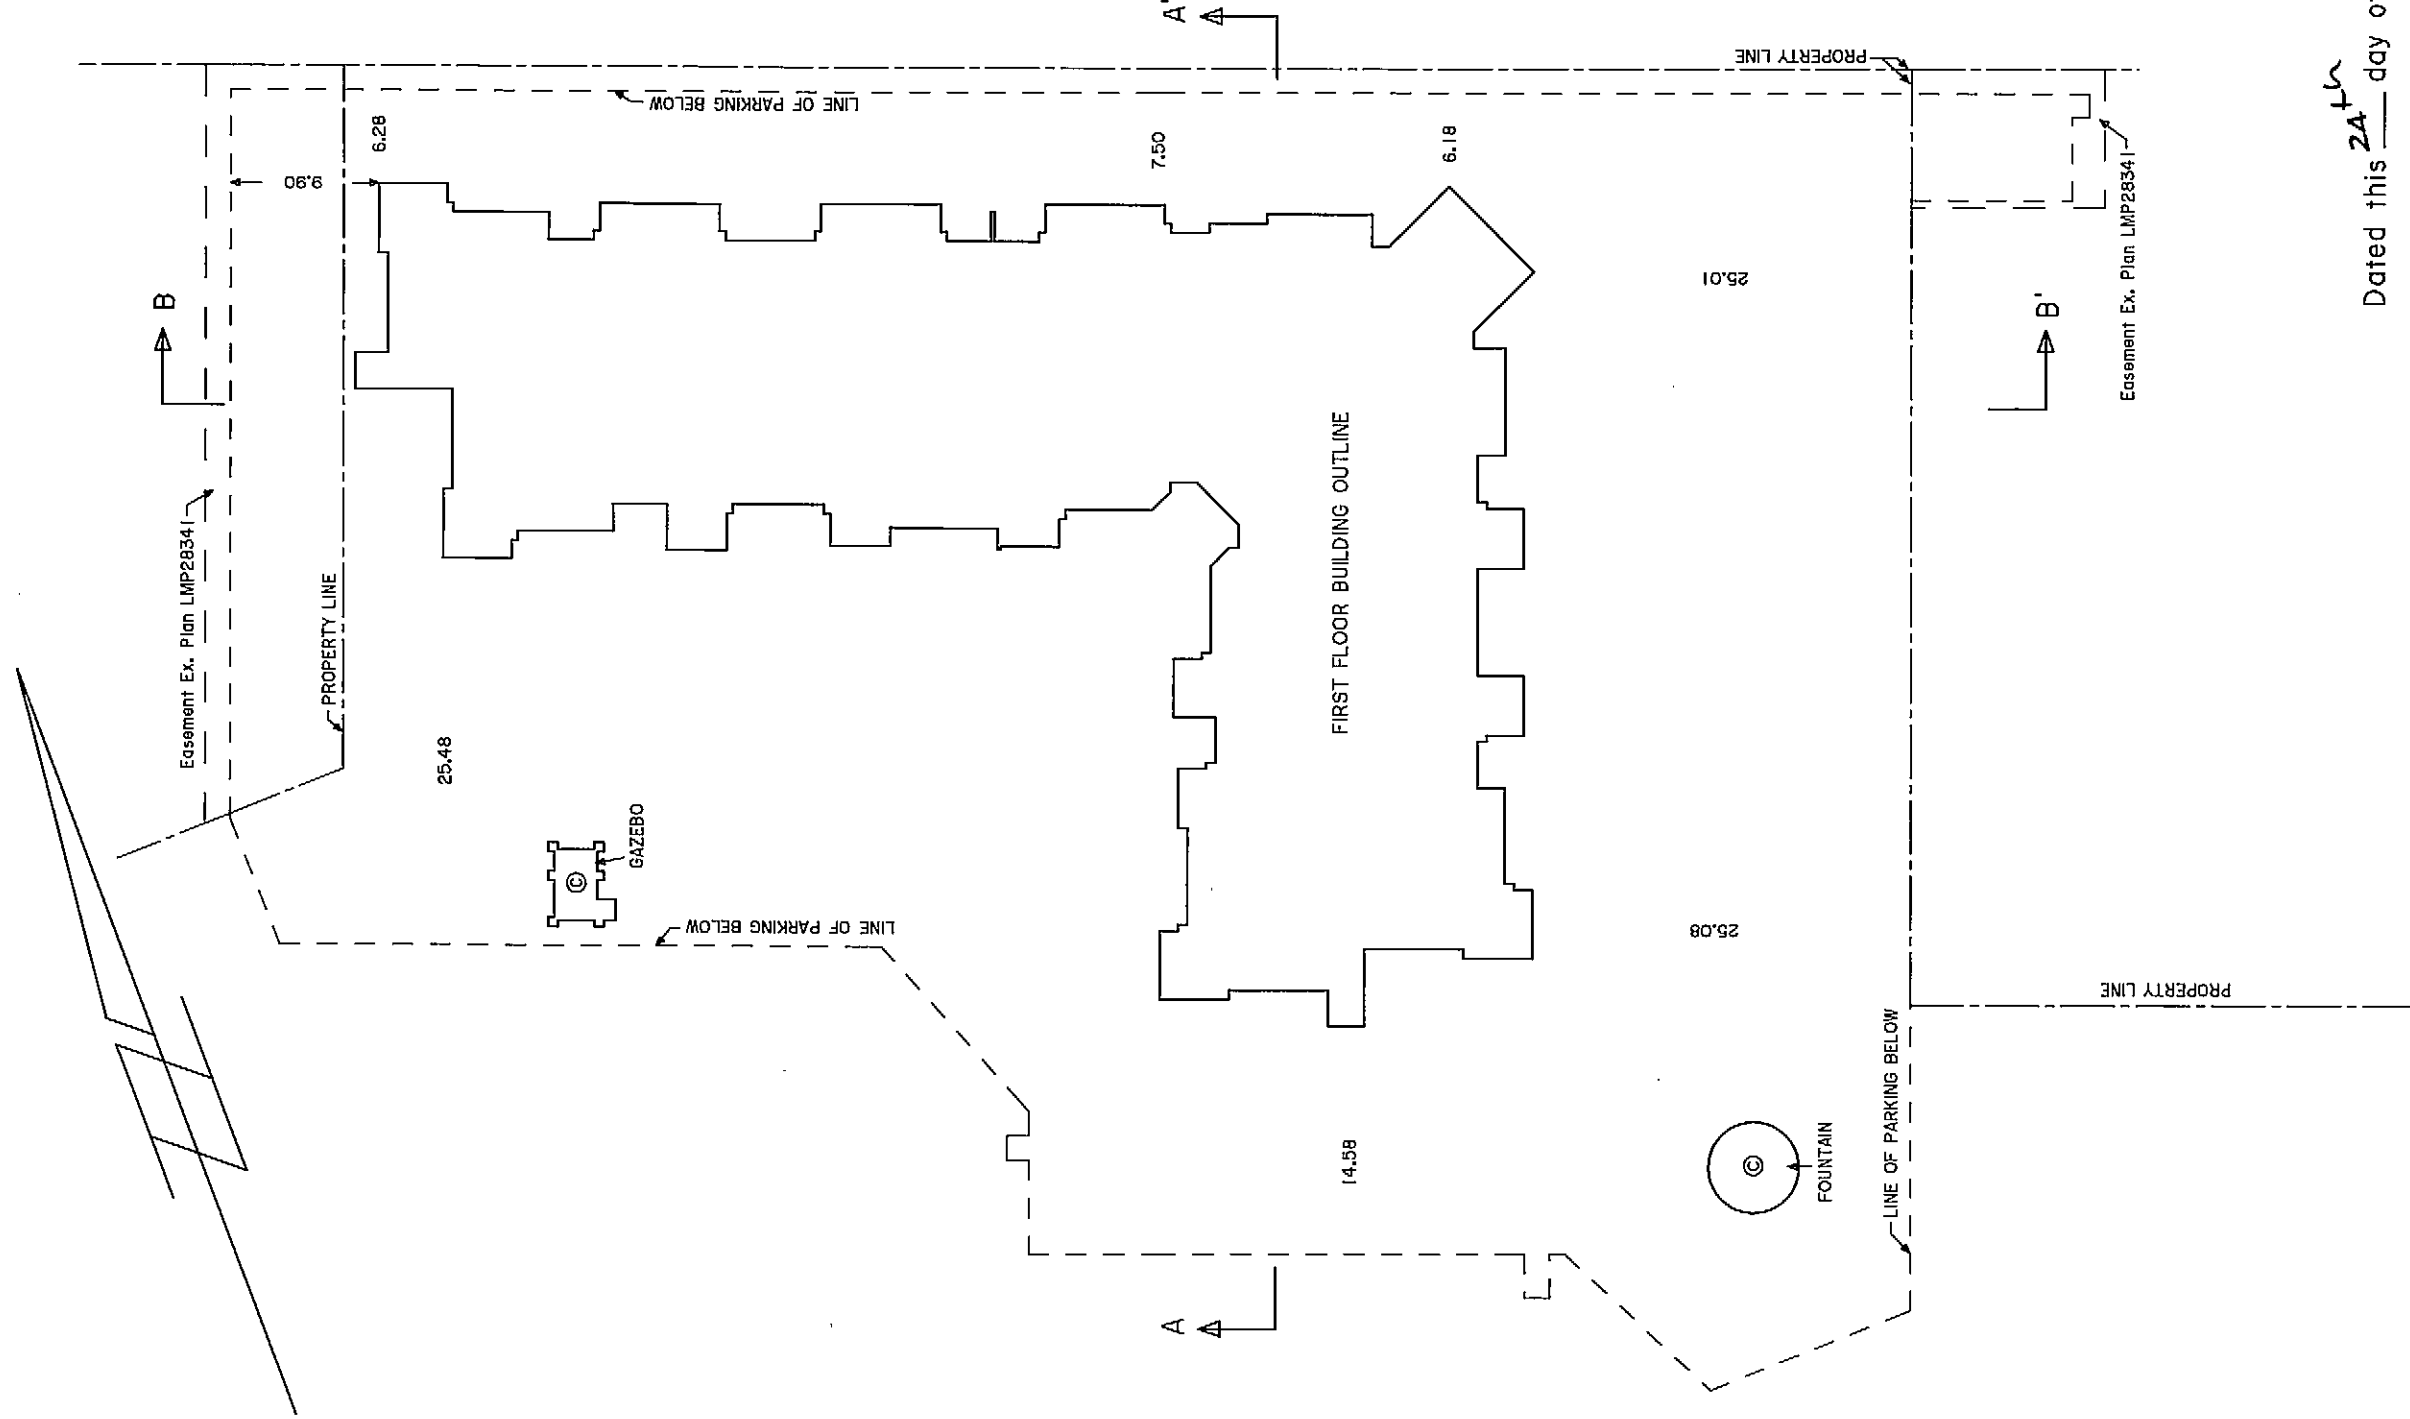 A'
PROPERTY LINE
LINE OF PARKING BELOW
6.28
9.90
7.50
6.18
B
25.01
B'
Easement Ex. Plan LMP28341
Dated this 24th day of
Easement Ex. Plan LMP28341
PROPERTY LINE
FIRST FLOOR BUILDING OUTLINE
25.48
GAZEBO
©
LINE OF PARKING BELOW
25.08
PROPERTY LINE
LINE OF PARKING BELOW
14.58
©
FOUNTAIN
A